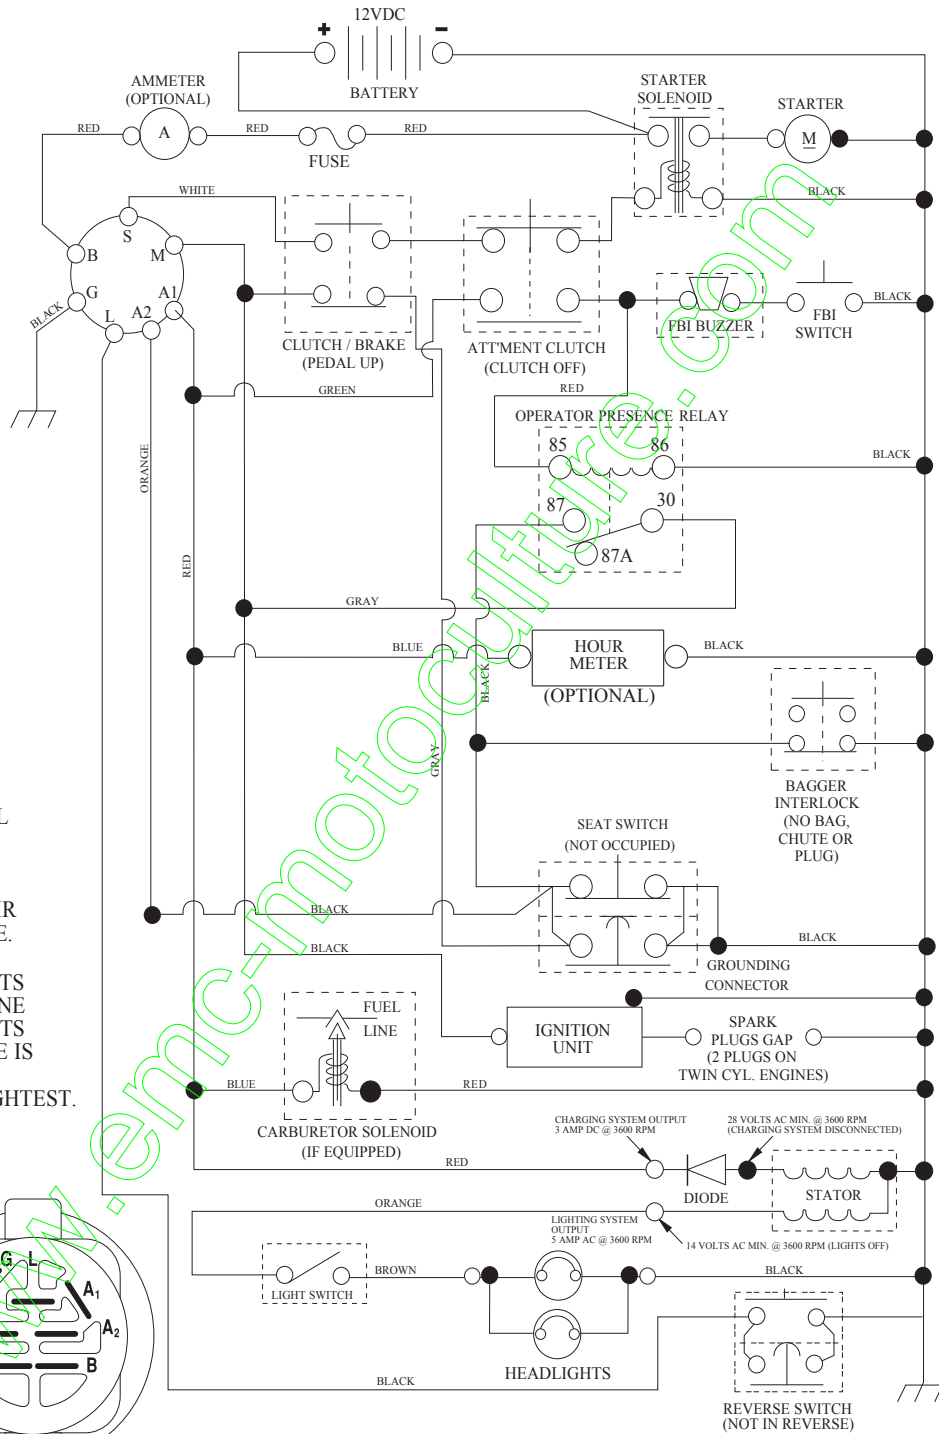 12VDC
+ -
BATTERY
AMMETER
(OPTIONAL)
A
RED
RED
FUSE
RED
STARTER
SOLENOID
STARTER
M
BLACK
WHITE
S
B
M
G
A1
L
A2
BLACK
CLUTCH / BRAKE
(PEDAL UP)
ATT'MENT CLUTCH
(CLUTCH OFF)
FBI BUZZER
FBI
SWITCH
BLACK
GREEN
RED
OPERATOR PRESENCE RELAY
85
86
BLACK
87
30
87A
ORANGE
RED
GRAY
BLUE
HOUR
METER
(OPTIONAL)
BLACK
BLACK
GRAY
BAGGER
INTERLOCK
(NO BAG,
CHUTE OR
PLUG)
SEAT SWITCH
(NOT OCCUPIED)
BLACK
BLACK
BLACK
GROUNDING
CONNECTOR
L
IR
E.
TS
NE
TS
E IS
GHTEST.
FUEL
LINE
IGNITION
UNIT
SPARK
PLUGS GAP
(2 PLUGS ON
TWIN CYL. ENGINES)
BLUE
RED
CARBURETOR SOLENOID
(IF EQUIPPED)
CHARGING SYSTEM OUTPUT
3 AMP DC @ 3600 RPM
28 VOLTS AC MIN. @ 3600 RPM
(CHARGING SYSTEM DISCONNECTED)
RED
DIODE
STATOR
ORANGE
LIGHTING SYSTEM
OUTPUT
5 AMP AC @ 3600 RPM
14 VOLTS AC MIN. @ 3600 RPM (LIGHTS OFF)
LIGHT SWITCH
BROWN
BLACK
HEADLIGHTS
BLACK
REVERSE SWITCH
(NOT IN REVERSE)
G
L
A1
A2
B
www.emc-motoculture.com